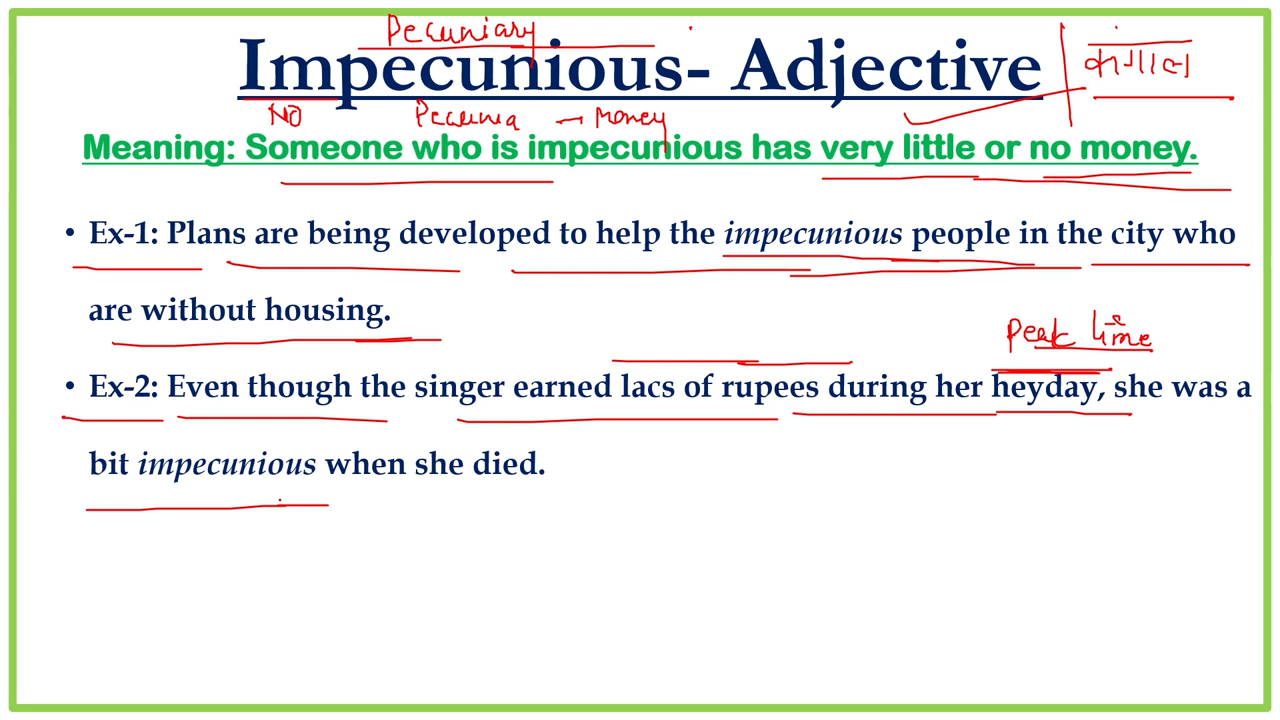 Pecuniary
Impecunious- Adjective
कंगाल
NO Pecunia → Money
Meaning: Someone who is impecunious has very little or no money.
• Ex-1: Plans are being developed to help the impecunious people in the city who
are without housing.
Peak time
• Ex-2: Even though the singer earned lacs of rupees during her heyday, she was a
bit impecunious when she died.